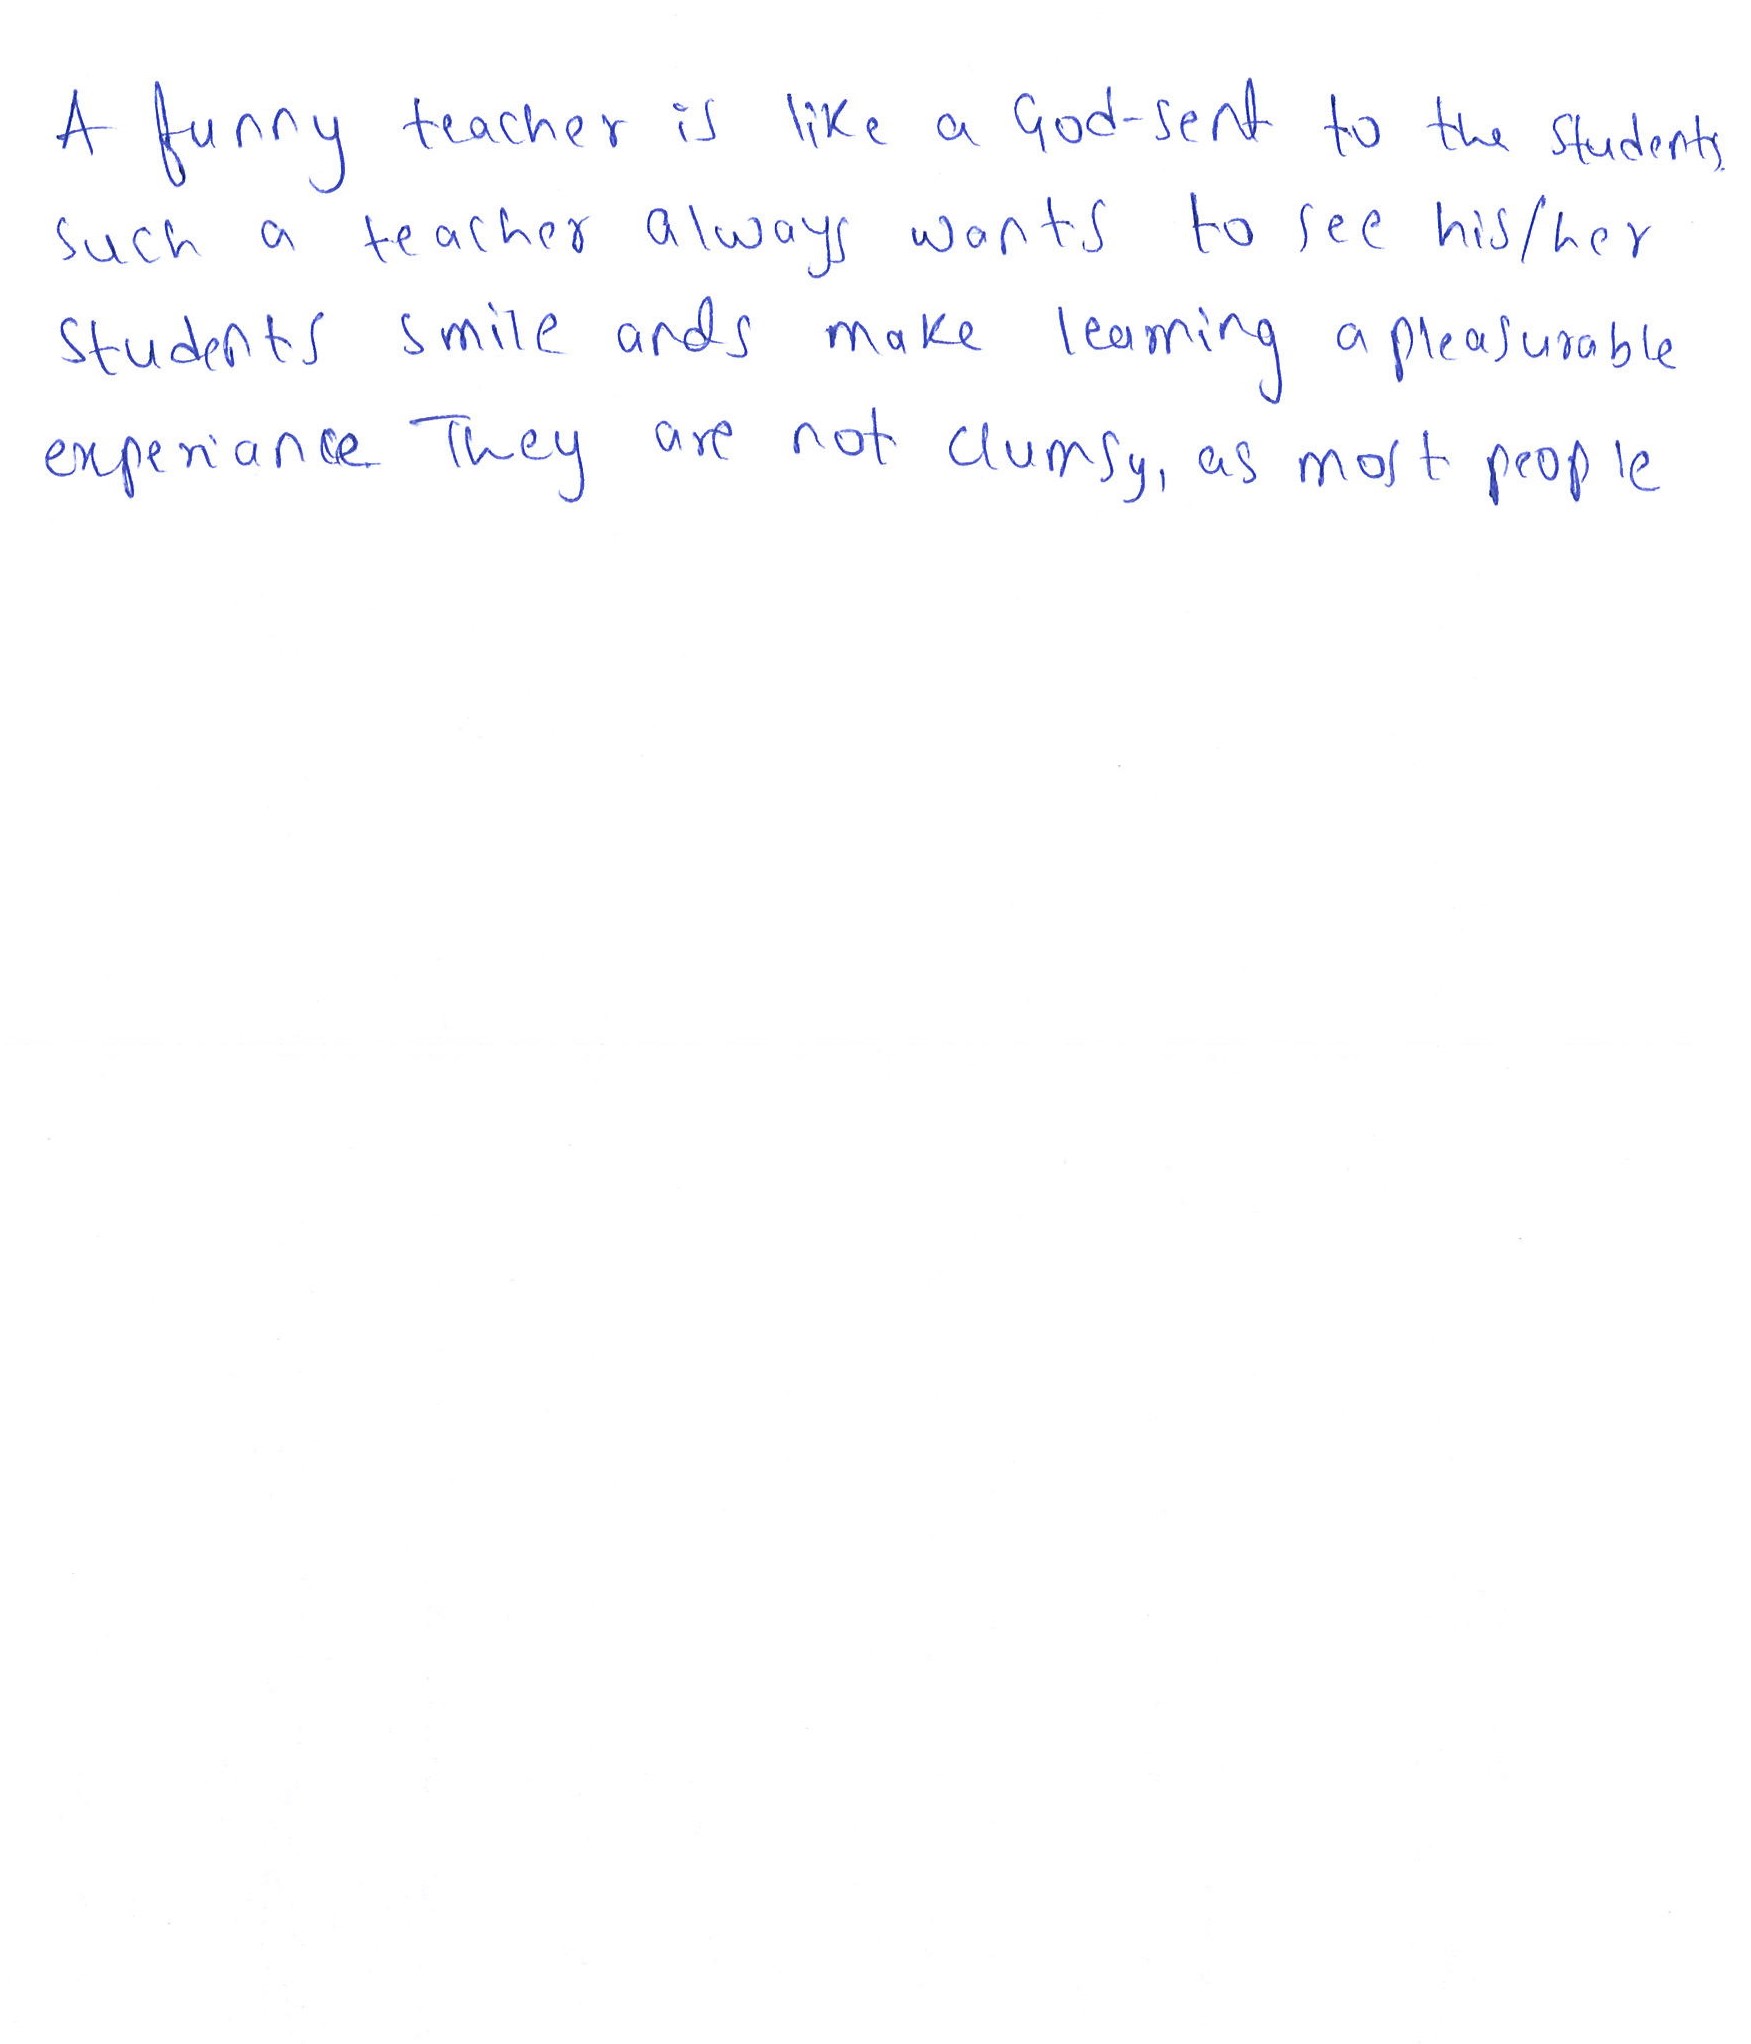 A funny teacher is like a God-sent to the students.
such a teacher always wants to see his/her
students smile ands make learning a pleasurable
experiance. They are not clumsy, as most people